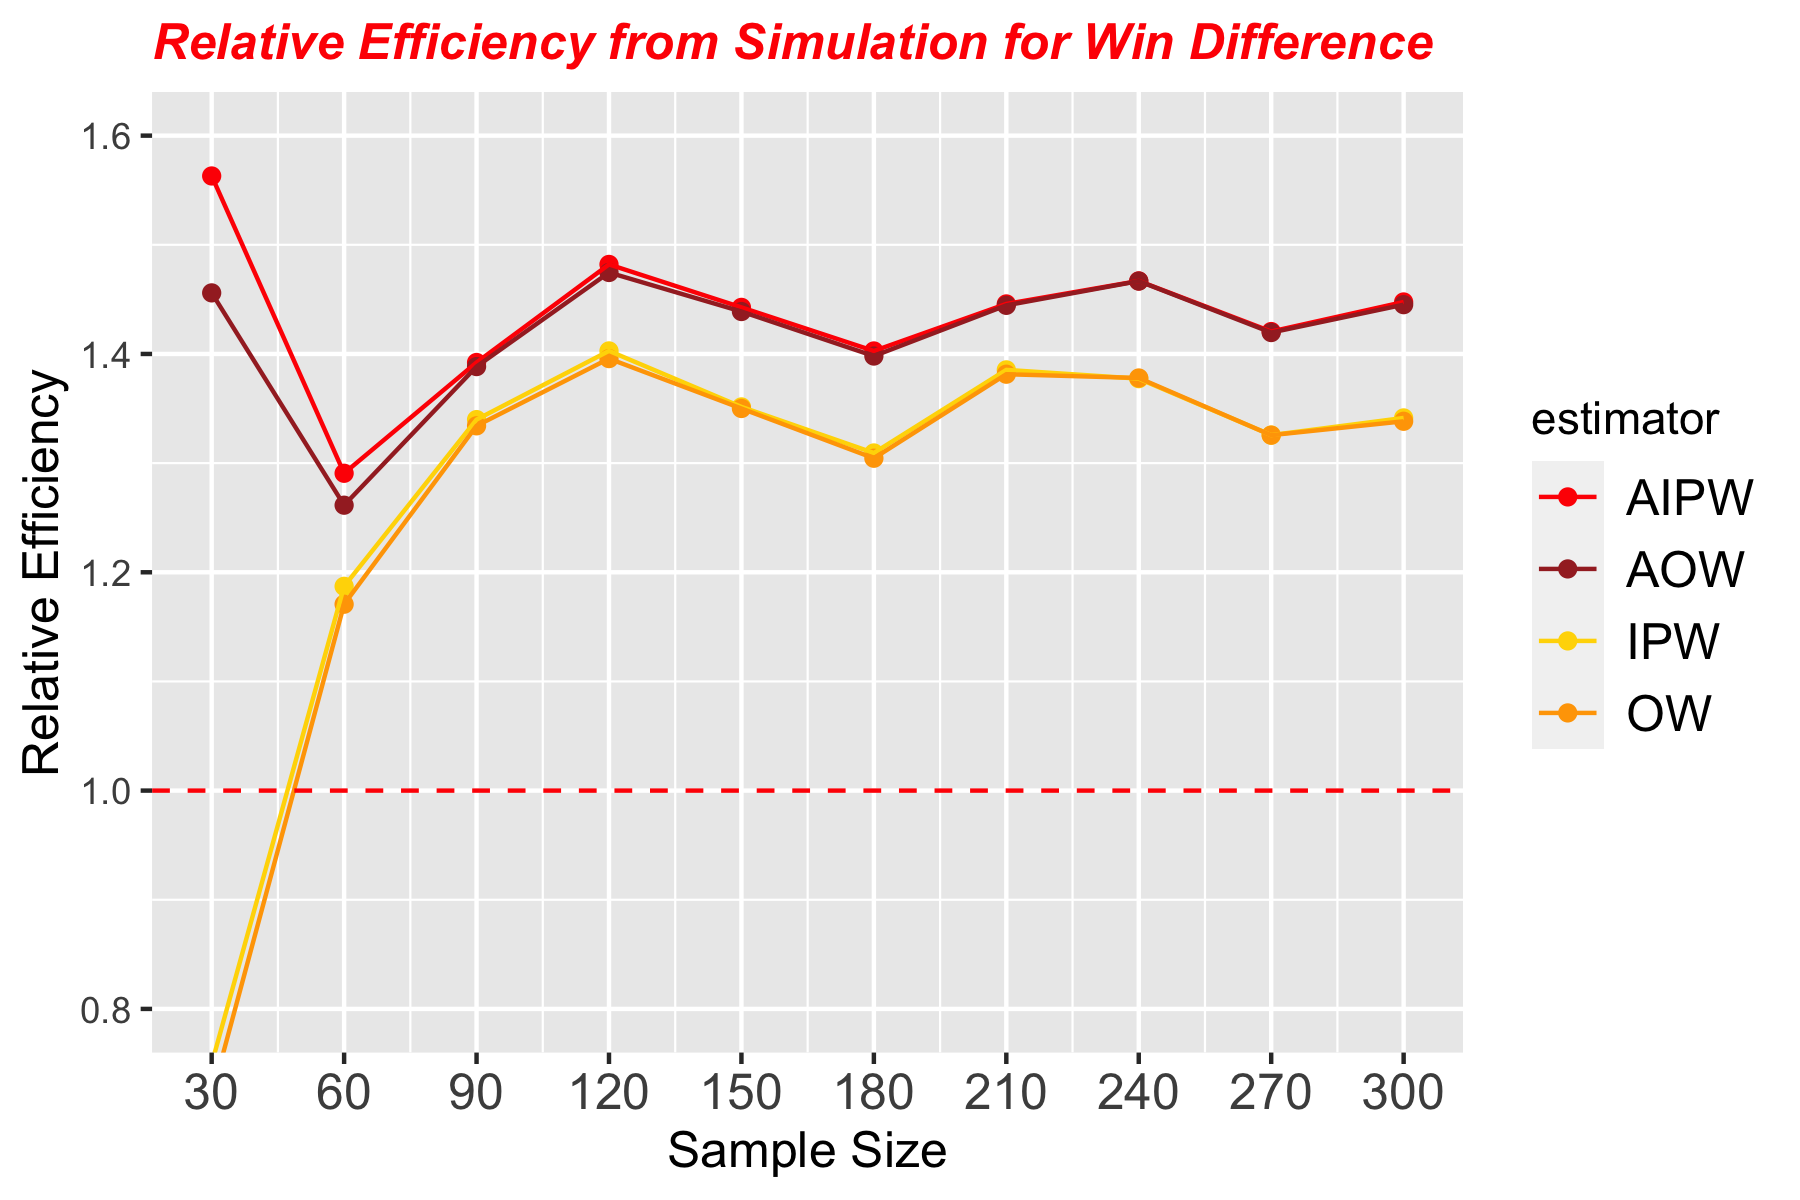 Relative Efficiency from Simulation for Win Difference
1.6
1.4
1.2
1.0
0.8
Relative Efficiency
30 60 90 120 150 180 210 240 270 300
Sample Size
estimator
AIPW
AOW
IPW
OW